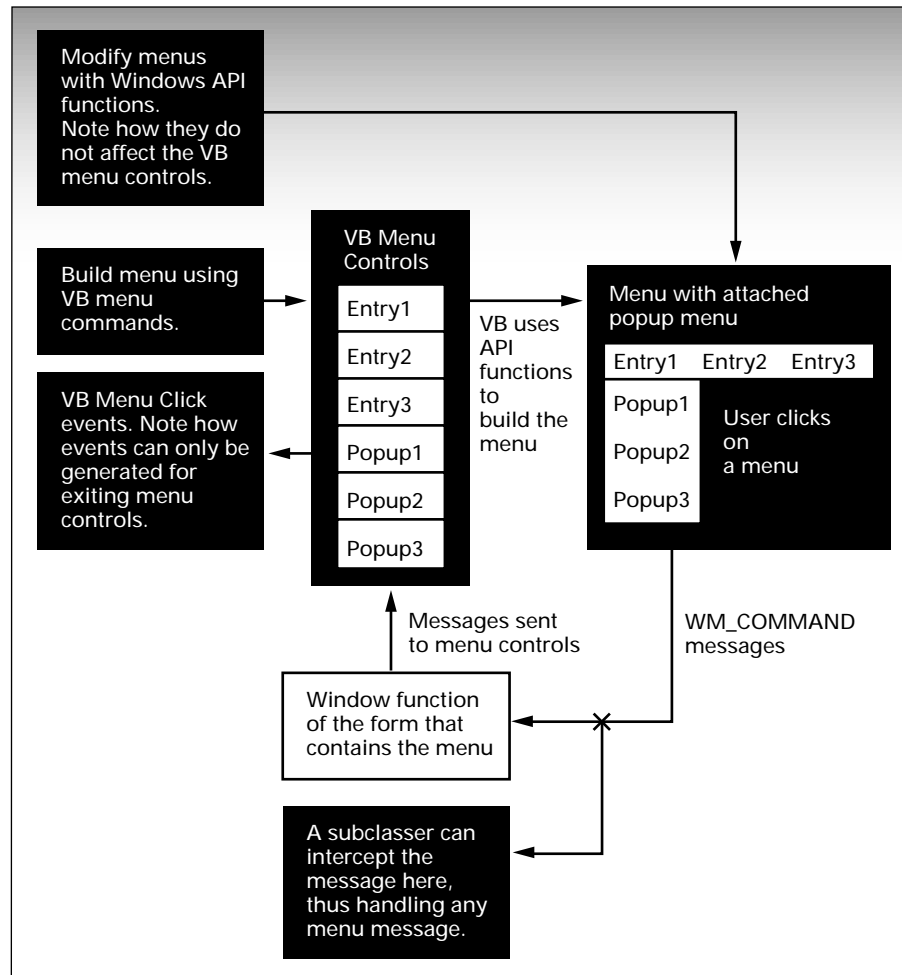 Modify menus
with Windows API
functions.
Note how they do
not affect the VB
menu controls.
Build menu using
VB menu
commands.
VB Menu Click
events. Note how
events can only be
generated for
exiting menu
controls.
VB Menu
Controls
Entry1
Entry2
Entry3
Popup1
Popup2
Popup3
VB uses
API
functions
to
build the
menu
Menu with attached
popup menu
Entry1 Entry2 Entry3
Popup1
Popup2
Popup3
User clicks
on
a menu
Messages sent
to menu controls
WM_COMMAND
messages
Window function
of the form that
contains the menu
A subclasser can
intercept the
message here,
thus handling any
menu message.